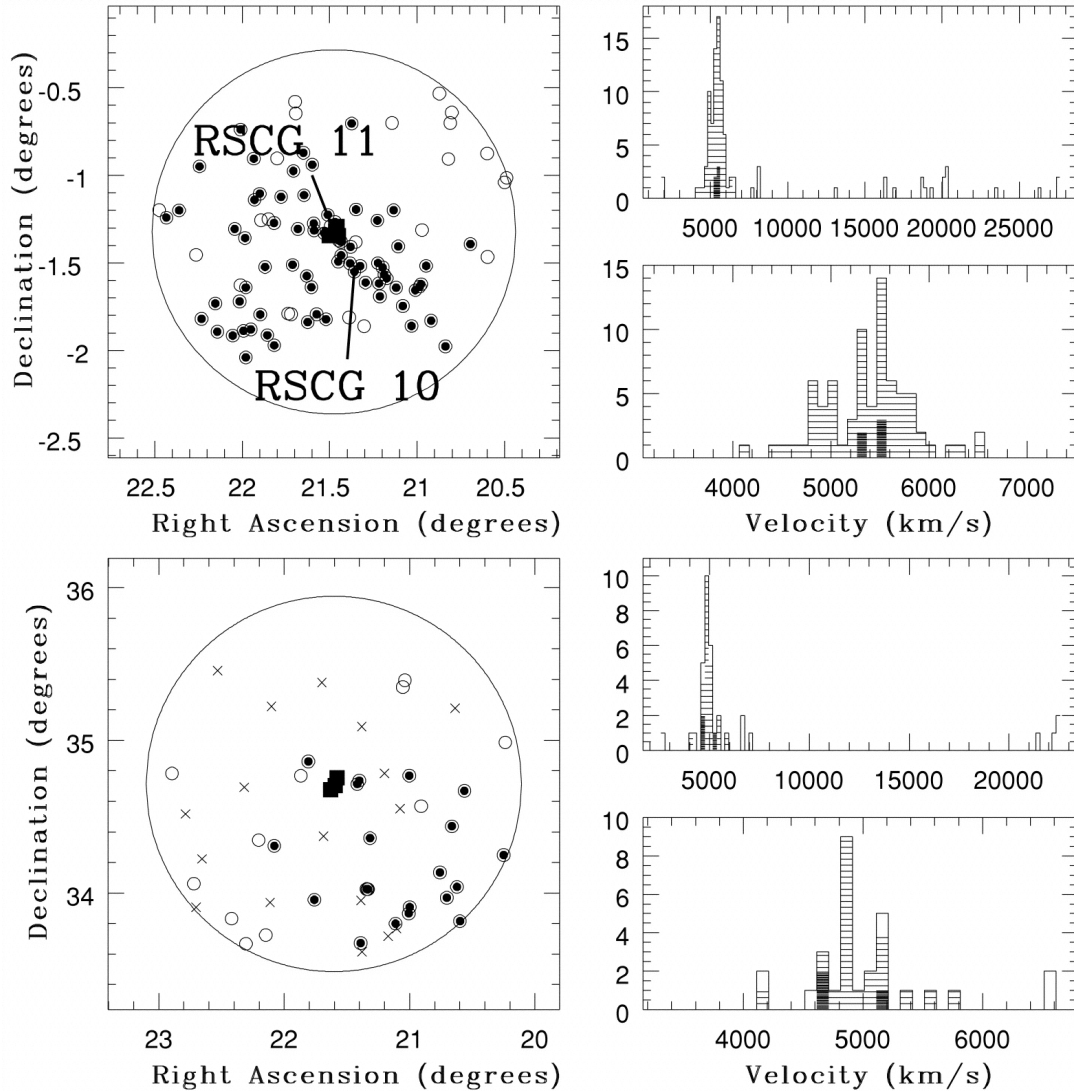 -0.5
-1
-1.5
-2
-2.5
Declination (degrees)
RSCG 11
RSCG 10
22.5 22 21.5 21 20.5
Right Ascension (degrees)
15
10
5
0
5000 10000 15000 20000 25000
15
10
5
0
4000 5000 6000 7000
Velocity (km/s)
36
35
34
33
Declination (degrees)
23 22 21 20
Right Ascension (degrees)
10
8
6
4
2
0
5000 10000 15000 20000
10
8
6
4
2
0
4000 5000 6000
Velocity (km/s)